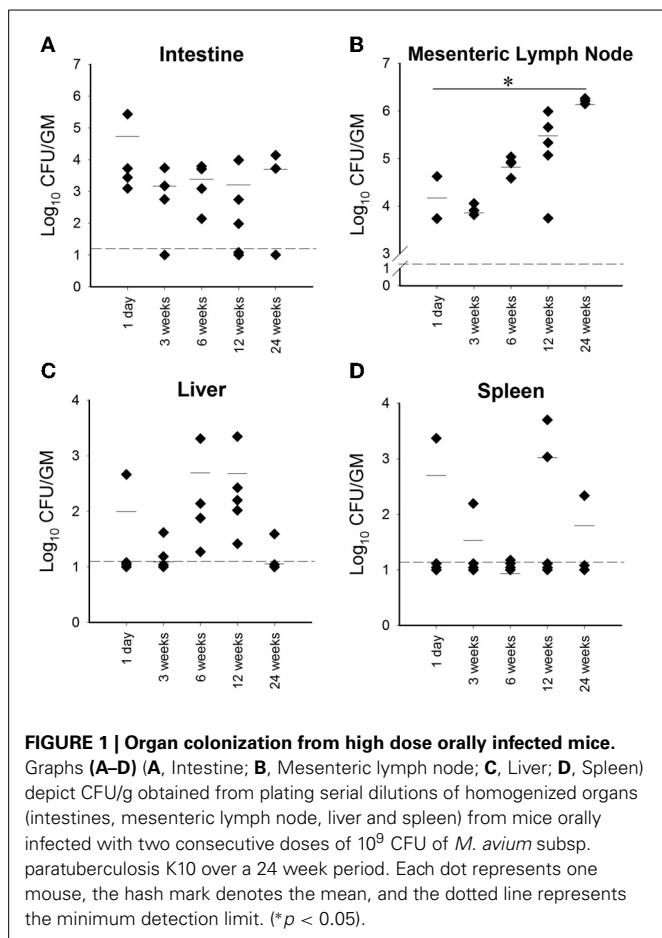 A
Intestine
Log10 CFU/GM
7
6
5
4
3
2
1
0
1 day
3 weeks
6 weeks
12 weeks
24 weeks
B
Mesenteric Lymph Node
*
Log10 CFU/GM
7
6
5
4
3
1
0
1 day
3 weeks
6 weeks
12 weeks
24 weeks
C
Liver
Log10 CFU/GM
4
3
2
1
0
1 day
3 weeks
6 weeks
12 weeks
24 weeks
D
Spleen
Log10 CFU/GM
4
3
2
1
0
1 day
3 weeks
6 weeks
12 weeks
24 weeks
FIGURE 1 | Organ colonization from high dose orally infected mice.
Graphs (A–D) (A, Intestine; B, Mesenteric lymph node; C, Liver; D, Spleen)
depict CFU/g obtained from plating serial dilutions of homogenized organs
(intestines, mesenteric lymph node, liver and spleen) from mice orally
infected with two consecutive doses of 10⁹ CFU of M. avium subsp.
paratuberculosis K10 over a 24 week period. Each dot represents one
mouse, the hash mark denotes the mean, and the dotted line represents
the minimum detection limit. (*p < 0.05).